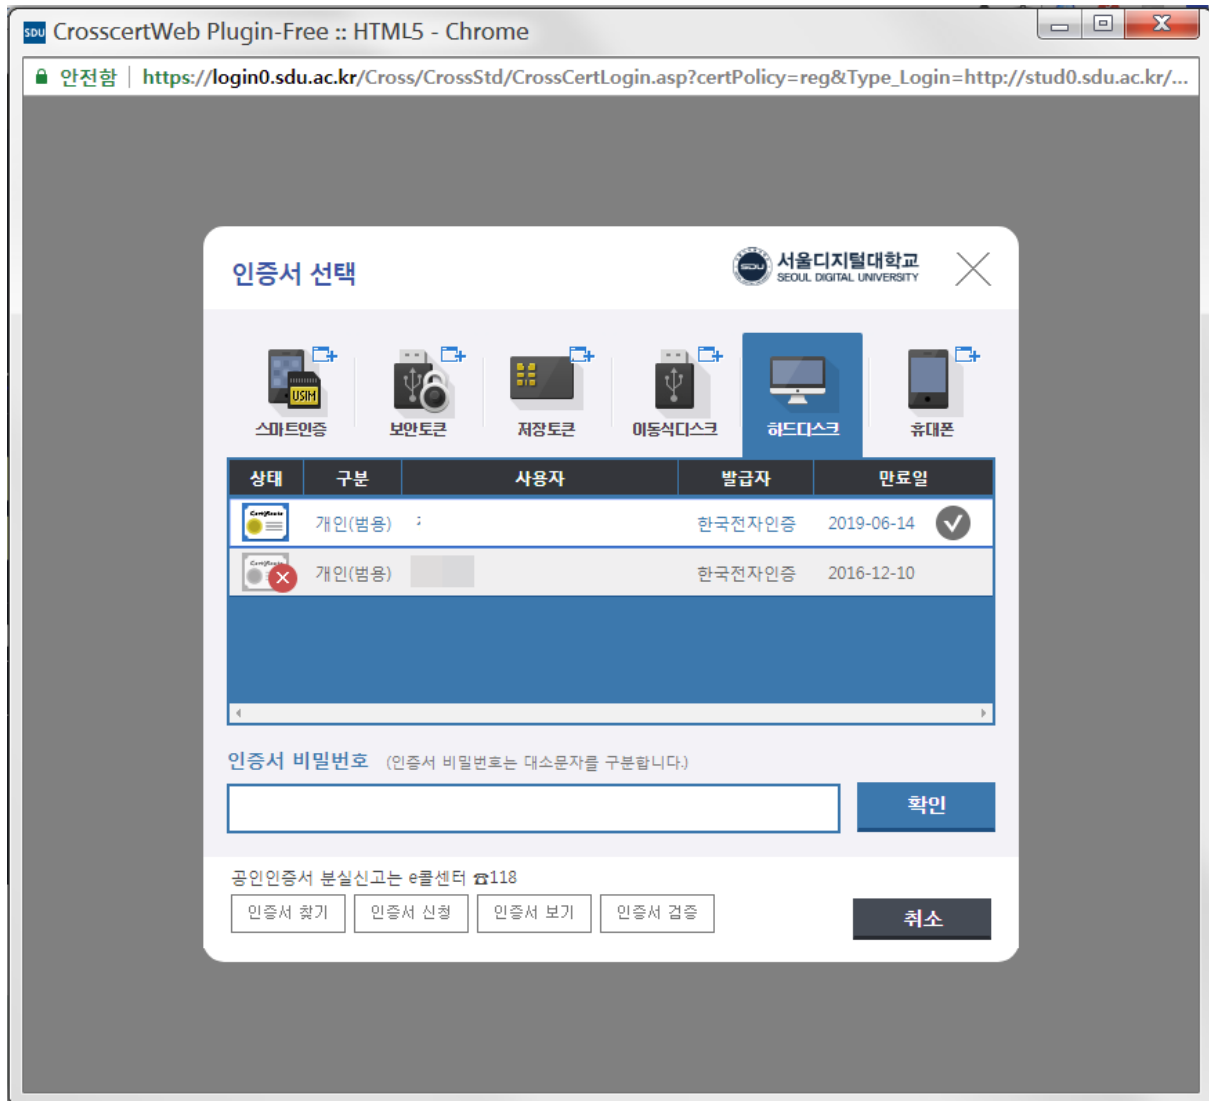 SDU CrosscertWeb Plugin-Free :: HTML5 - Chrome
안전함 https://login0.sdu.ac.kr/Cross/CrossStd/CrossCertLogin.asp?certPolicy=reg&Type_Login=http://stud0.sdu.ac.kr/...
인증서 선택
SDU 서울디지털대학교
SEOUL DIGITAL UNIVERSITY
USIM
스마트인증 보안토큰 저장토큰 이동식디스크 하드디스크 휴대폰
상태 구분 사용자 발급자 만료일
Certificate 개인(범용) 한국전자인증 2019-06-14
Certificate 개인(범용) 한국전자인증 2016-12-10
인증서 비밀번호 (인증서 비밀번호는 대소문자를 구분합니다.)
확인
공인인증서 분실신고는 e콜센터 ☎118
인증서 찾기 인증서 신청 인증서 보기 인증서 검증
취소